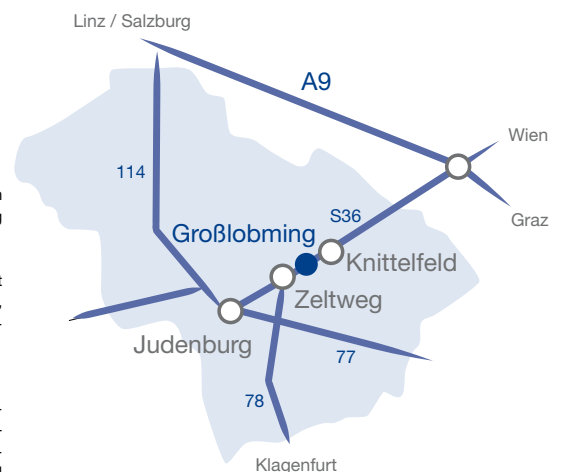 Linz / Salzburg
A9
Wien
114
S36
Graz
Großlobming
Knittelfeld
Zeltweg
Judenburg
77
78
Klagenfurt